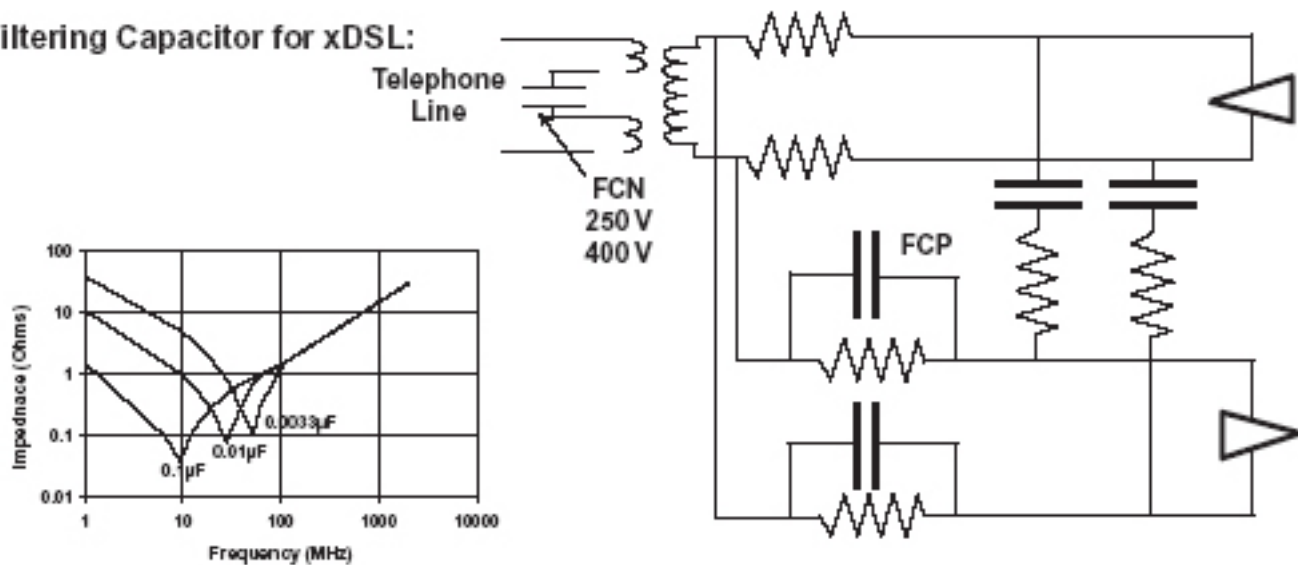 iltering Capacitor for xDSL:
Telephone
Line
FCN
250 V
400 V
FCP
100
10
1
0.1
0.01
Impednace (Ohms)
0.1µF
0.01µF
0.0033µF
1
10
100
1000
10000
Frequency (MHz)